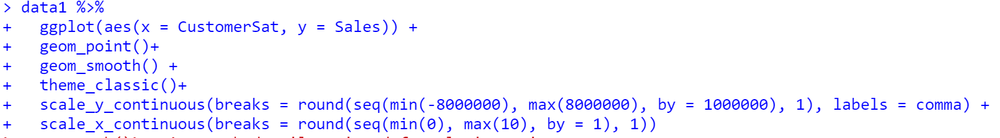 > data1 %>%
+   ggplot(aes(x = CustomerSat, y = Sales)) +
+   geom_point()+
+   geom_smooth() +
+   theme_classic()+
+   scale_y_continuous(breaks = round(seq(min(-8000000), max(8000000), by = 1000000), 1), labels = comma) +
+   scale_x_continuous(breaks = round(seq(min(0), max(10), by = 1), 1))